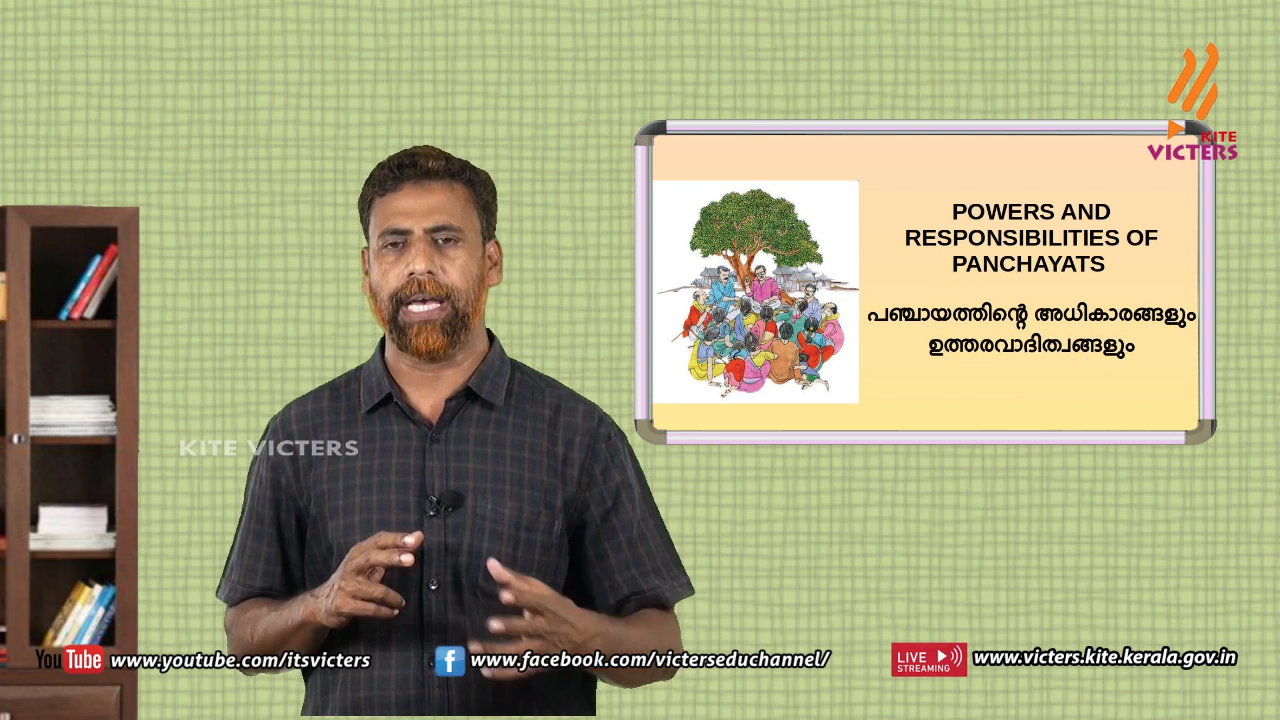 KITE
VICTERS
POWERS AND
RESPONSIBILITIES OF
PANCHAYATS
പഞ്ചായത്തിന്റെ അധികാരങ്ങളും
ഉത്തരവാദിത്വങ്ങളും
KITE VICTERS
YouTube www.youtube.com/itsvicters
f www.facebook.com/victerseduchannel/
LIVE
STREAMING
www.victers.kite.kerala.gov.in